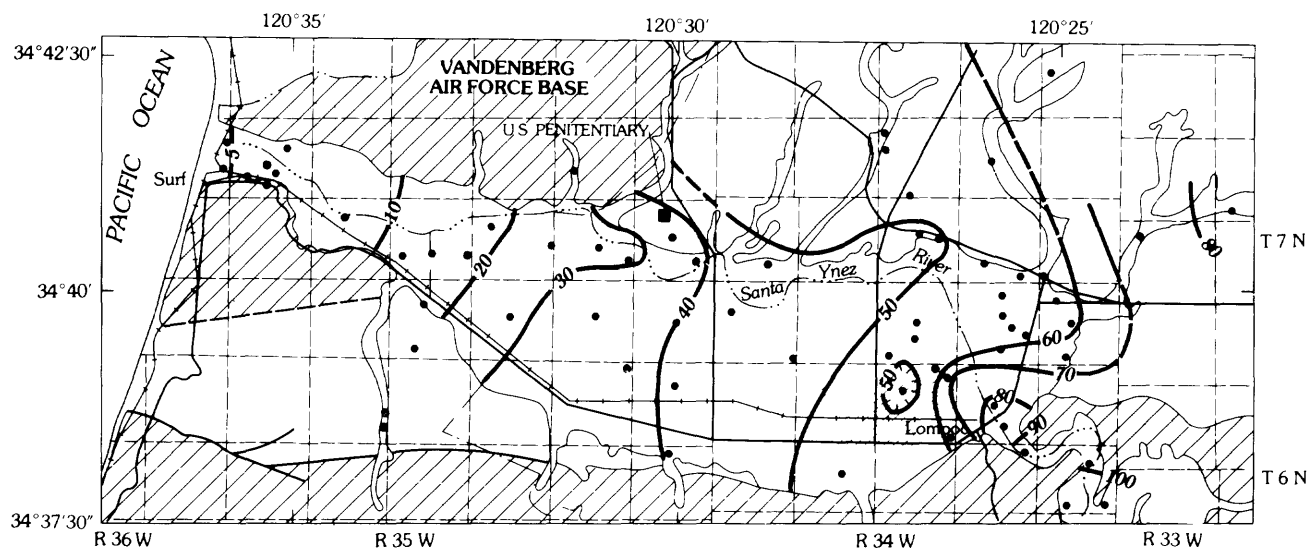 120°35' 120°30' 120°25'
34°42'30"
PACIFIC OCEAN
VANDENBERG
AIR FORCE BASE
U S PENITENTIARY
5
Surf
10
20
30
40
Santa Ynez River
50
80
T 7 N
34°40'
60
70
50
80
90
Lompoc
100
T 6 N
34°37'30"
R 36 W R 35 W R 34 W R 33 W